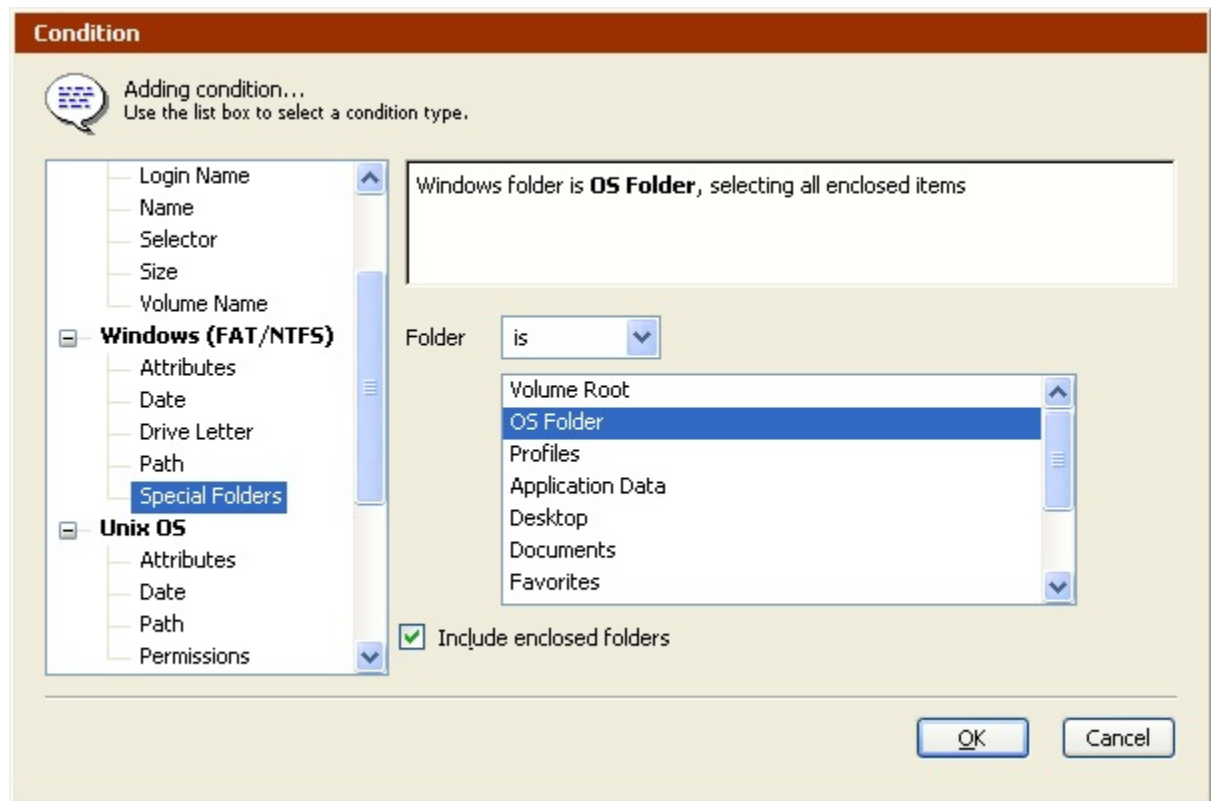 Condition
Adding condition...
Use the list box to select a condition type.
Login Name
Name
Selector
Size
Volume Name
Windows (FAT/NTFS)
Attributes
Date
Drive Letter
Path
Special Folders
Unix OS
Attributes
Date
Path
Permissions
Windows folder is OS Folder, selecting all enclosed items
Folder is
Volume Root
OS Folder
Profiles
Application Data
Desktop
Documents
Favorites
Include enclosed folders
OK
Cancel